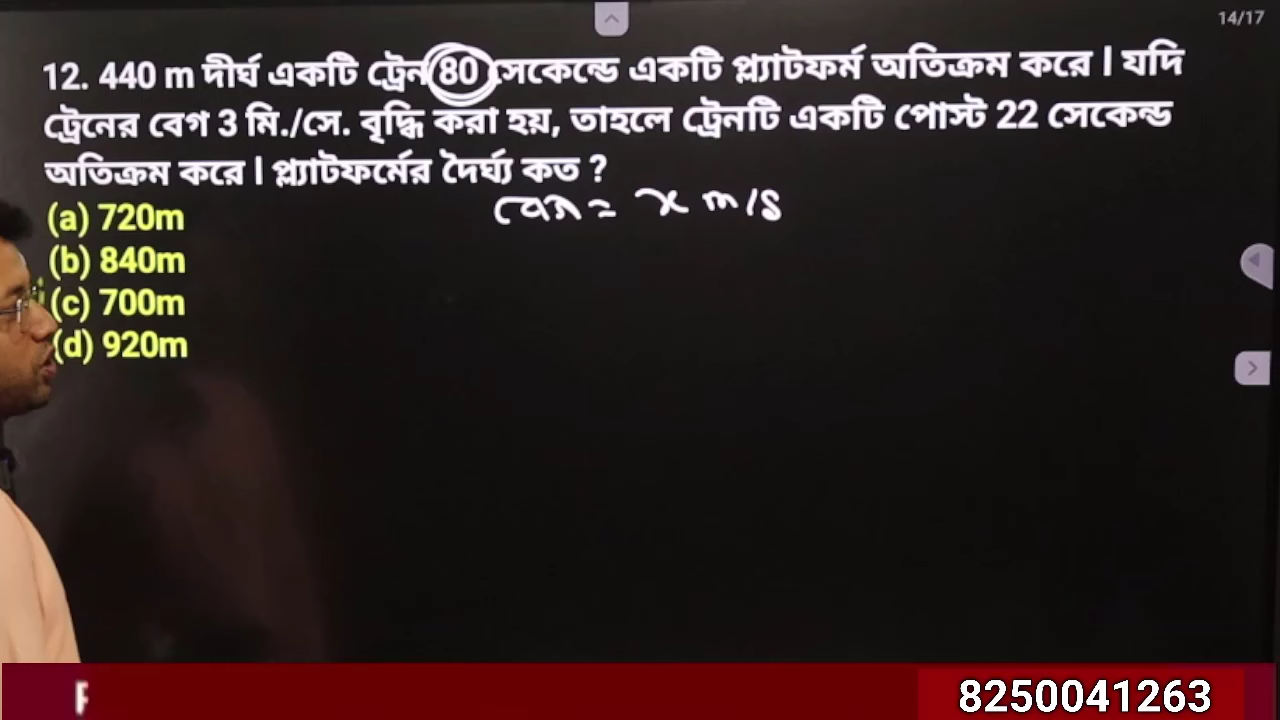 14/17
12. 440 m দীর্ঘ একটি ট্রেন 80 সেকেন্ডে একটি প্ল্যাটফর্ম অতিক্রম করে। যদি
ট্রেনের বেগ 3 মি./সে. বৃদ্ধি করা হয়, তাহলে ট্রেনটি একটি পোস্ট 22 সেকেন্ড
অতিক্রম করে। প্ল্যাটফর্মের দৈর্ঘ্য কত ?
বেগ = x m/s
(a) 720m
(b) 840m
(c) 700m
(d) 920m
8250041263